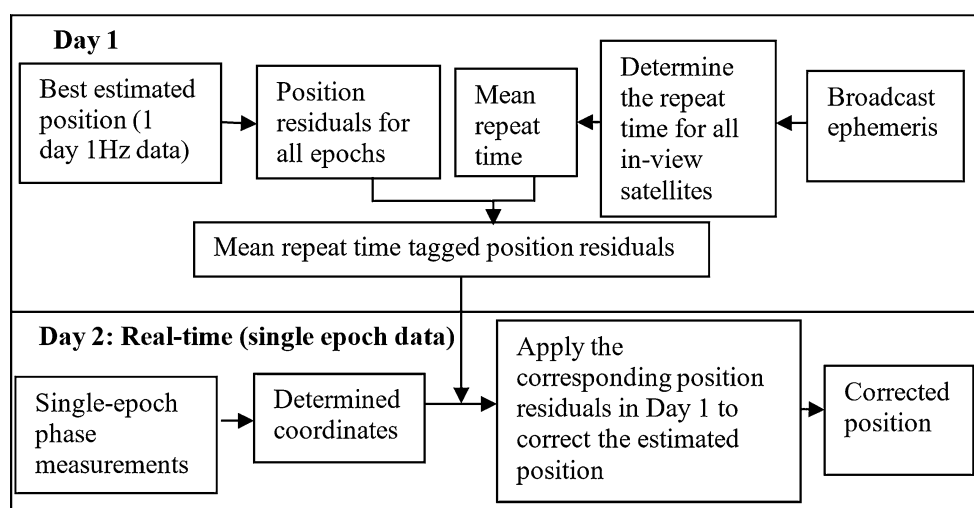 Day 1
Best estimated
position (1
day 1Hz data)
Position
residuals for
all epochs
Mean
repeat
time
Determine
the repeat
time for all
in-view
satellites
Broadcast
ephemeris
Mean repeat time tagged position residuals
Day 2: Real-time (single epoch data)
Single-epoch
phase
measurements
Determined
coordinates
Apply the
corresponding position
residuals in Day 1 to
correct the estimated
position
Corrected
position